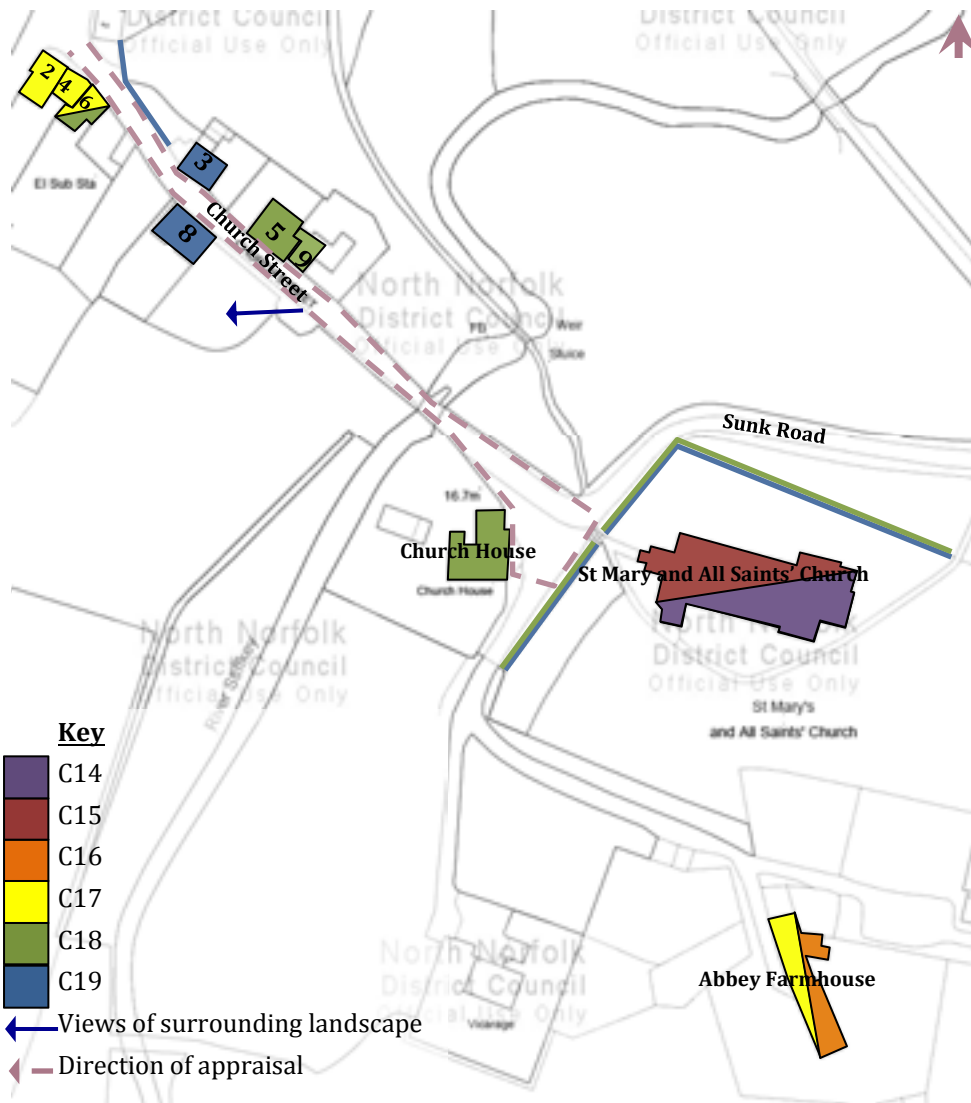 District Council
Official Use Only
District Council
Official Use Only
2
4
6
3
El Sub Sta
8
Church Street
5
9
North Norfolk
District Council
Official Use Only
FB
Weir
Sluice
Sunk Road
16.7m
Church House
Church House
St Mary and All Saints' Church
North Norfolk
District Council
Official Use Only
North Norfolk
District Council
Official Use Only
River Stiffkey
St Mary's
and All Saints' Church
Key
C14
C15
C16
C17
C18
C19
Views of surrounding landscape
Direction of appraisal
North Norfolk
District Council
Official Use Only
Vicarage
Abbey Farmhouse